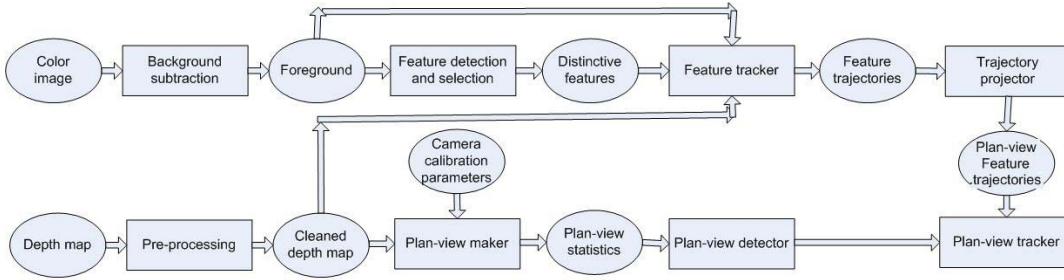 Color
image
Background
subtraction
Foreground
Feature detection
and selection
Distinctive
features
Feature tracker
Feature
trajectories
Trajectory
projector
Camera
calibration
parameters
Plan-view
Feature
trajectories
Depth map
Pre-processing
Cleaned
depth map
Plan-view maker
Plan-view
statistics
Plan-view detector
Plan-view tracker